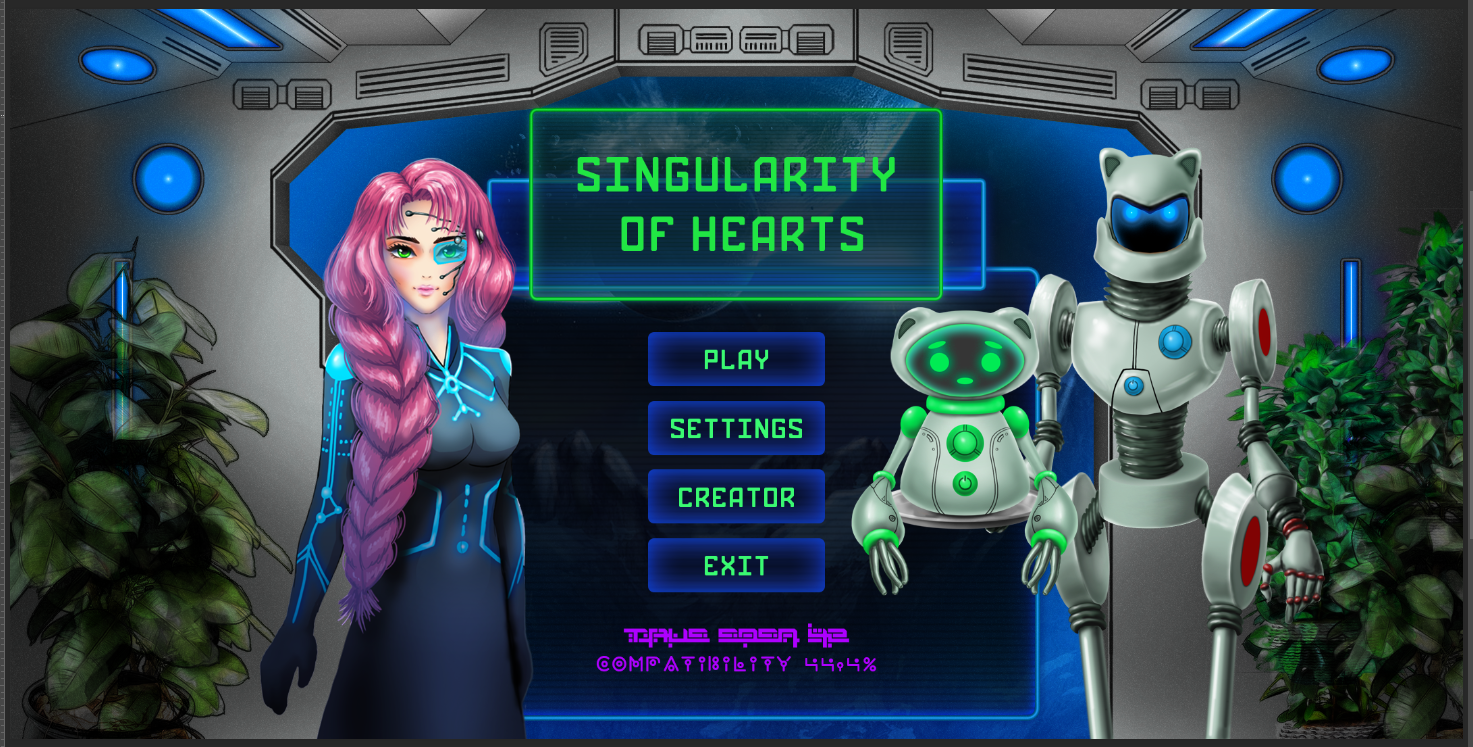 SINGULARITY
OF HEARTS
PLAY
SETTINGS
CREATOR
EXIT
COMPATIBILITY